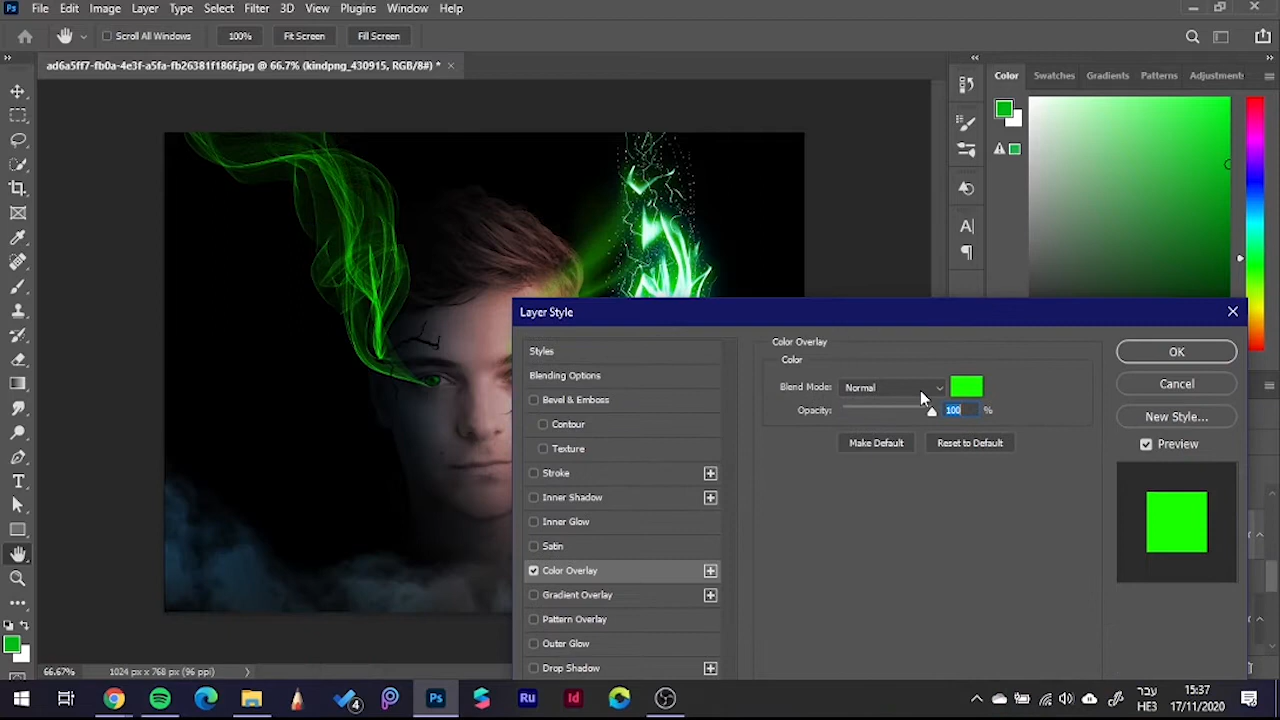 Ps File Edit Image Layer Type Select Filter 3D View Plugins Window Help
Scroll All Windows 100% Fit Screen Fill Screen
ad6a5ff7-fb0a-4e3f-a5fa-fb26381f186f.jpg @ 66.7% (kindpng_430915, RGB/8#) *
Color Swatches Gradients Patterns Adjustments
Layer Style
Styles
Blending Options
Bevel & Emboss
Contour
Texture
Stroke
Inner Shadow
Inner Glow
Satin
Color Overlay
Gradient Overlay
Pattern Overlay
Outer Glow
Drop Shadow
Color Overlay
Color
Blend Mode: Normal
Opacity: 100 %
Make Default Reset to Default
OK
Cancel
New Style...
Preview
66.67% 1024 px x 768 px (96 ppi)
4 Ps Ru Id
עבר
HE
15:37
17/11/2020